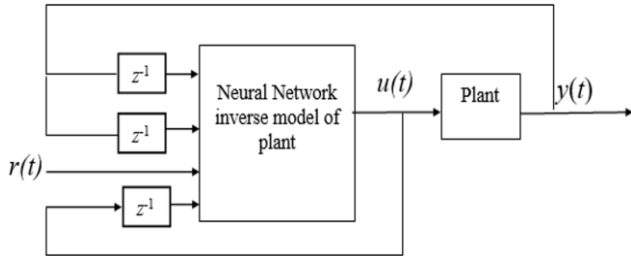 z⁻¹
Neural Network
inverse model of
plant
u(t)
Plant
y(t)
z⁻¹
r(t)
z⁻¹